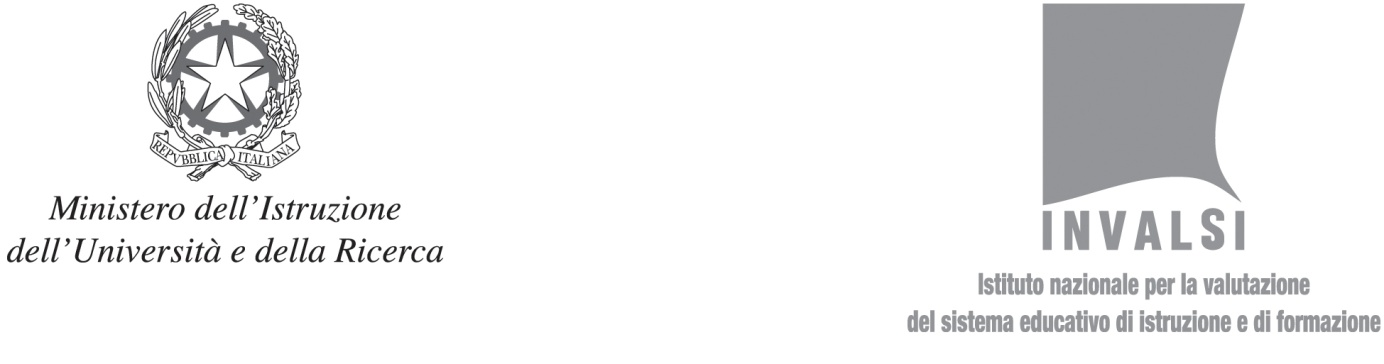 REPVBBLICA ITALIANA
Ministero dell'Istruzione
dell'Università e della Ricerca
INVALSI
Istituto nazionale per la valutazione
del sistema educativo di istruzione e di formazione